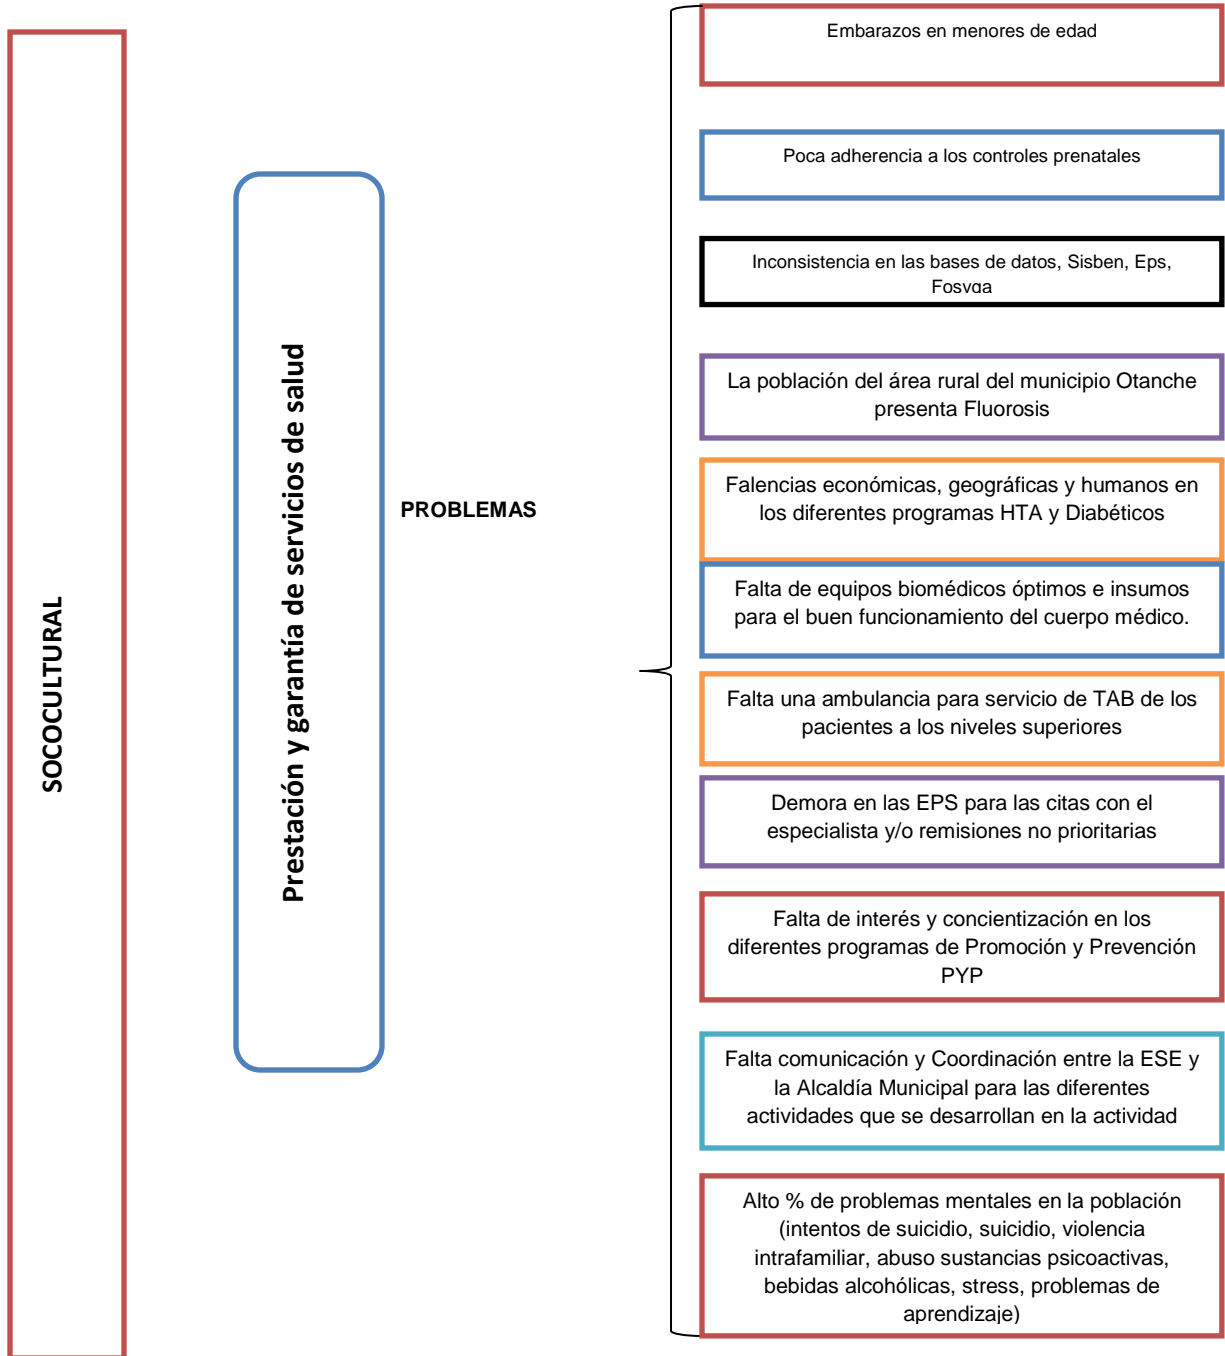 SOCOCULTURAL
Prestación y garantía de servicios de salud
PROBLEMAS
Embarazos en menores de edad
Poca adherencia a los controles prenatales
Inconsistencia en las bases de datos, Sisben, Eps,
Fosyga
La población del área rural del municipio Otanche
presenta Fluorosis
Falencias económicas, geográficas y humanos en
los diferentes programas HTA y Diabéticos
Falta de equipos biomédicos óptimos e insumos
para el buen funcionamiento del cuerpo médico.
Falta una ambulancia para servicio de TAB de los
pacientes a los niveles superiores
Demora en las EPS para las citas con el
especialista y/o remisiones no prioritarias
Falta de interés y concientización en los
diferentes programas de Promoción y Prevención
PYP
Falta comunicación y Coordinación entre la ESE y
la Alcaldía Municipal para las diferentes
actividades que se desarrollan en la actividad
Alto % de problemas mentales en la población
(intentos de suicidio, suicidio, violencia
intrafamiliar, abuso sustancias psicoactivas,
bebidas alcohólicas, stress, problemas de
aprendizaje)